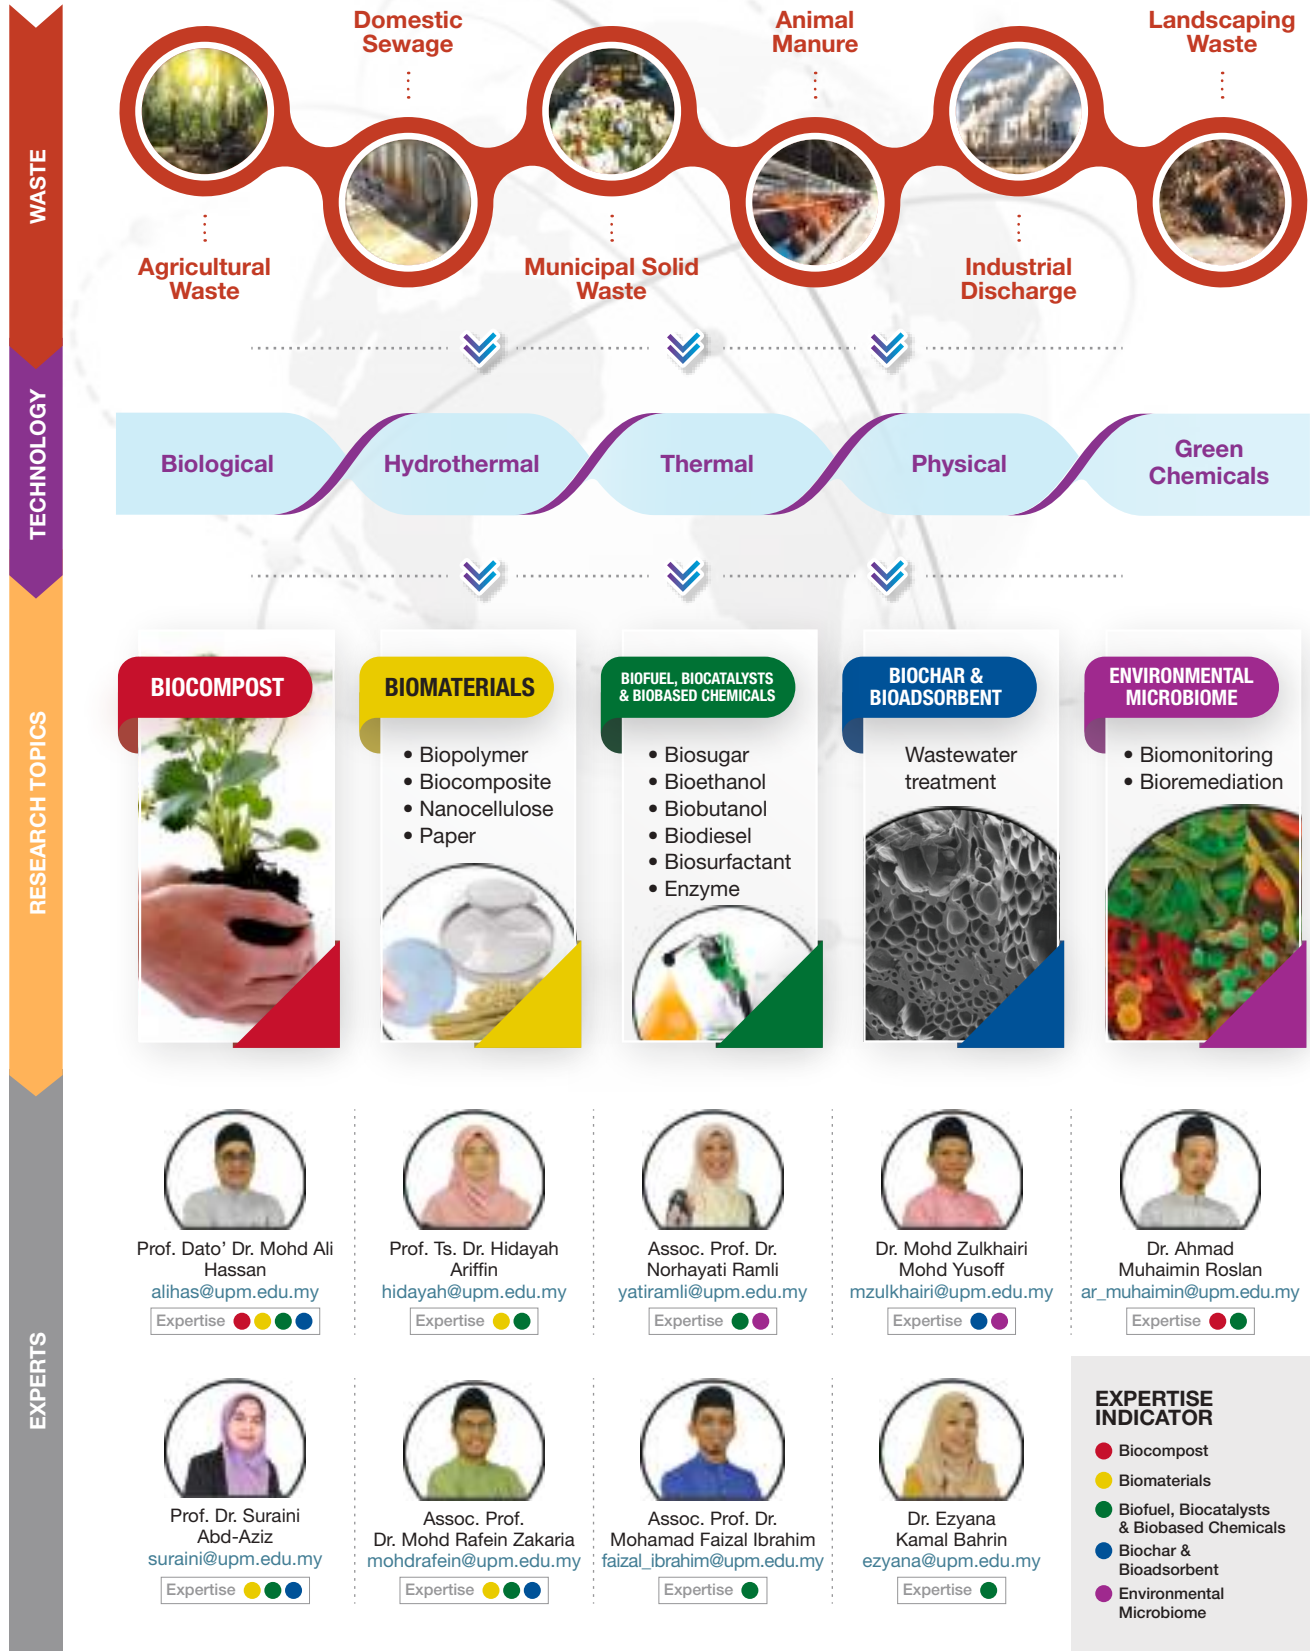 WASTE
Domestic
Sewage
Animal
Manure
Landscaping
Waste
Agricultural
Waste
Municipal Solid
Waste
Industrial
Discharge
TECHNOLOGY
Biological
Hydrothermal
Thermal
Physical
Green
Chemicals
RESEARCH TOPICS
BIOCOMPOST
BIOMATERIALS
• Biopolymer
• Biocomposite
• Nanocellulose
• Paper
BIOFUEL, BIOCATALYSTS
& BIOBASED CHEMICALS
• Biosugar
• Bioethanol
• Biobutanol
• Biodiesel
• Biosurfactant
• Enzyme
BIOCHAR &
BIOADSORBENT
Wastewater
treatment
ENVIRONMENTAL
MICROBIOME
• Biomonitoring
• Bioremediation
EXPERTS
Prof. Dato’ Dr. Mohd Ali
Hassan
alihas@upm.edu.my
Expertise
Prof. Ts. Dr. Hidayah
Ariffin
hidayah@upm.edu.my
Expertise
Assoc. Prof. Dr.
Norhayati Ramli
yatiramli@upm.edu.my
Expertise
Dr. Mohd Zulkhairi
Mohd Yusoff
mzulkhairi@upm.edu.my
Expertise
Dr. Ahmad
Muhaimin Roslan
ar_muhaimin@upm.edu.my
Expertise
Prof. Dr. Suraini
Abd-Aziz
suraini@upm.edu.my
Expertise
Assoc. Prof.
Dr. Mohd Rafein Zakaria
mohdrafein@upm.edu.my
Expertise
Assoc. Prof. Dr.
Mohamad Faizal Ibrahim
faizal_ibrahim@upm.edu.my
Expertise
Dr. Ezyana
Kamal Bahrin
ezyana@upm.edu.my
Expertise
EXPERTISE
INDICATOR
Biocompost
Biomaterials
Biofuel, Biocatalysts
& Biobased Chemicals
Biochar &
Bioadsorbent
Environmental
Microbiome